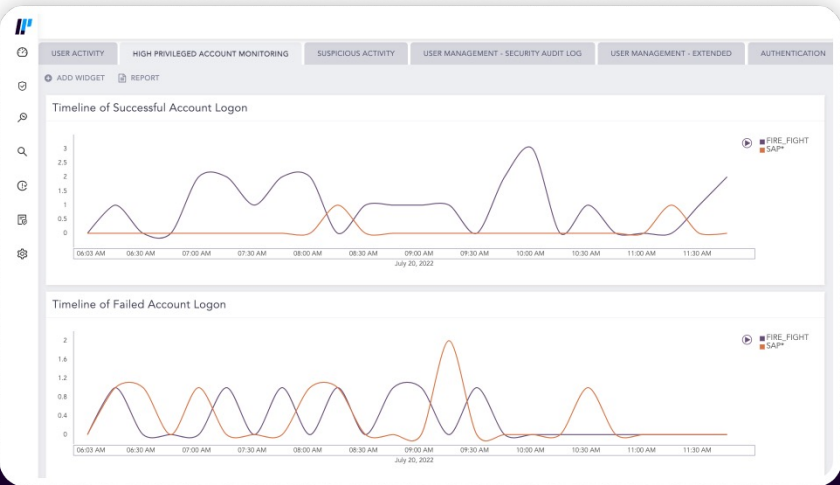 USER ACTIVITY HIGH PRIVILEGED ACCOUNT MONITORING SUSPICIOUS ACTIVITY USER MANAGEMENT - SECURITY AUDIT LOG USER MANAGEMENT - EXTENDED AUTHENTICATION
ADD WIDGET REPORT
Timeline of Successful Account Logon
FIRE_FIGHT
SAP*
3
2.5
2
1.5
1
0.5
0
06:03 AM 06:30 AM 07:00 AM 07:30 AM 08:00 AM 08:30 AM 09:00 AM 09:30 AM 10:00 AM 10:30 AM 11:00 AM 11:30 AM
July 20, 2022
Timeline of Failed Account Logon
FIRE_FIGHT
SAP*
2
1.6
1.2
0.8
0.4
0
06:03 AM 06:30 AM 07:00 AM 07:30 AM 08:00 AM 08:30 AM 09:00 AM 09:30 AM 10:00 AM 10:30 AM 11:00 AM 11:30 AM
July 20, 2022